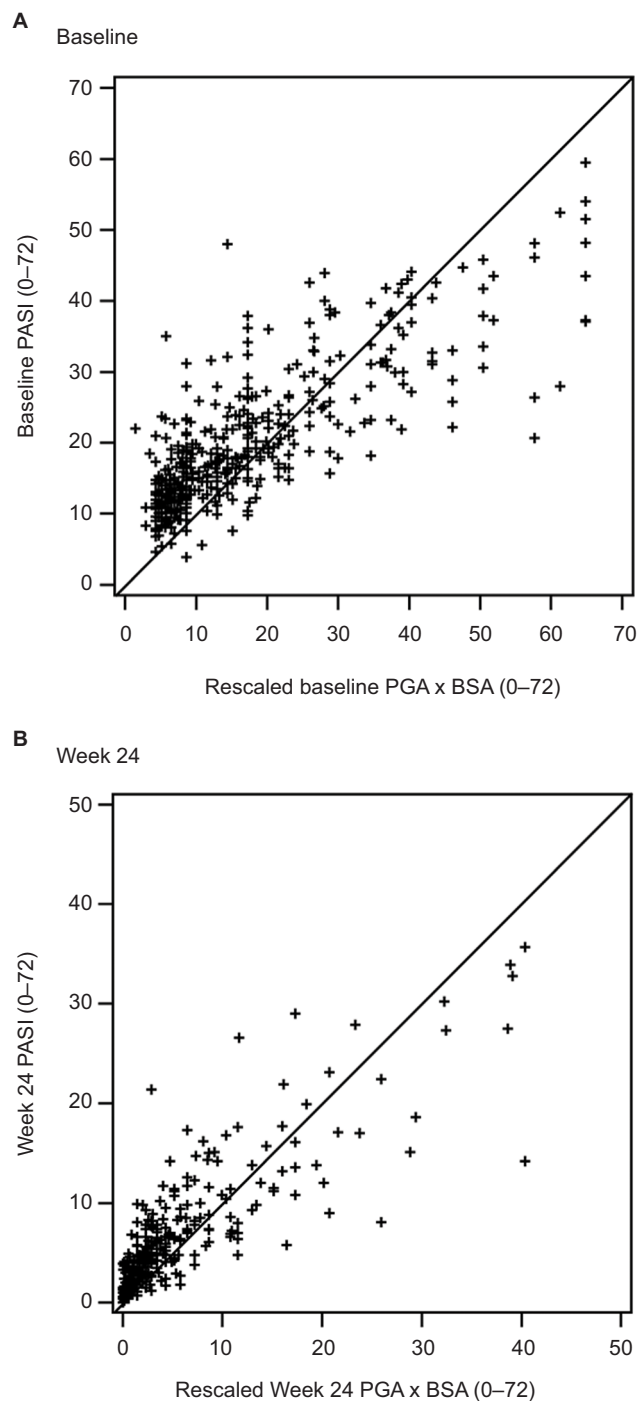 A
Baseline
70
60
50
40
30
20
10
0
Baseline PASI (0–72)
0 10 20 30 40 50 60 70
Rescaled baseline PGA x BSA (0–72)
B
Week 24
50
40
30
20
10
0
Week 24 PASI (0–72)
0 10 20 30 40 50
Rescaled Week 24 PGA x BSA (0–72)